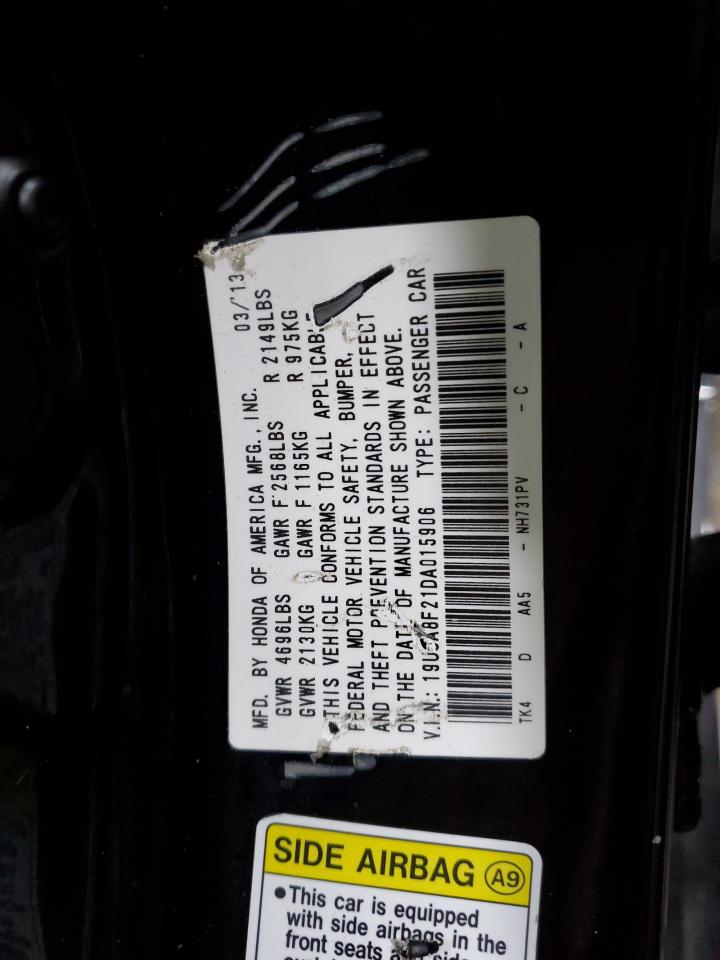 MFD. BY HONDA OF AMERICA MFG., INC. 03/'13
GVWR 4696LBS GAWR F 2568LBS R 2149LBS
GVWR 2130KG GAWR F 1165KG R 975KG
THIS VEHICLE CONFORMS TO ALL APPLICABLE
FEDERAL MOTOR VEHICLE SAFETY, BUMPER,
AND THEFT PREVENTION STANDARDS IN EFFECT
ON THE DATE OF MANUFACTURE SHOWN ABOVE.
V.I.N.: TYPE: PASSENGER CAR
TK4 D AA5 - NH731PV - C - A
SIDE AIRBAG A9
•This car is equipped
with side airbags in the
front seats and side